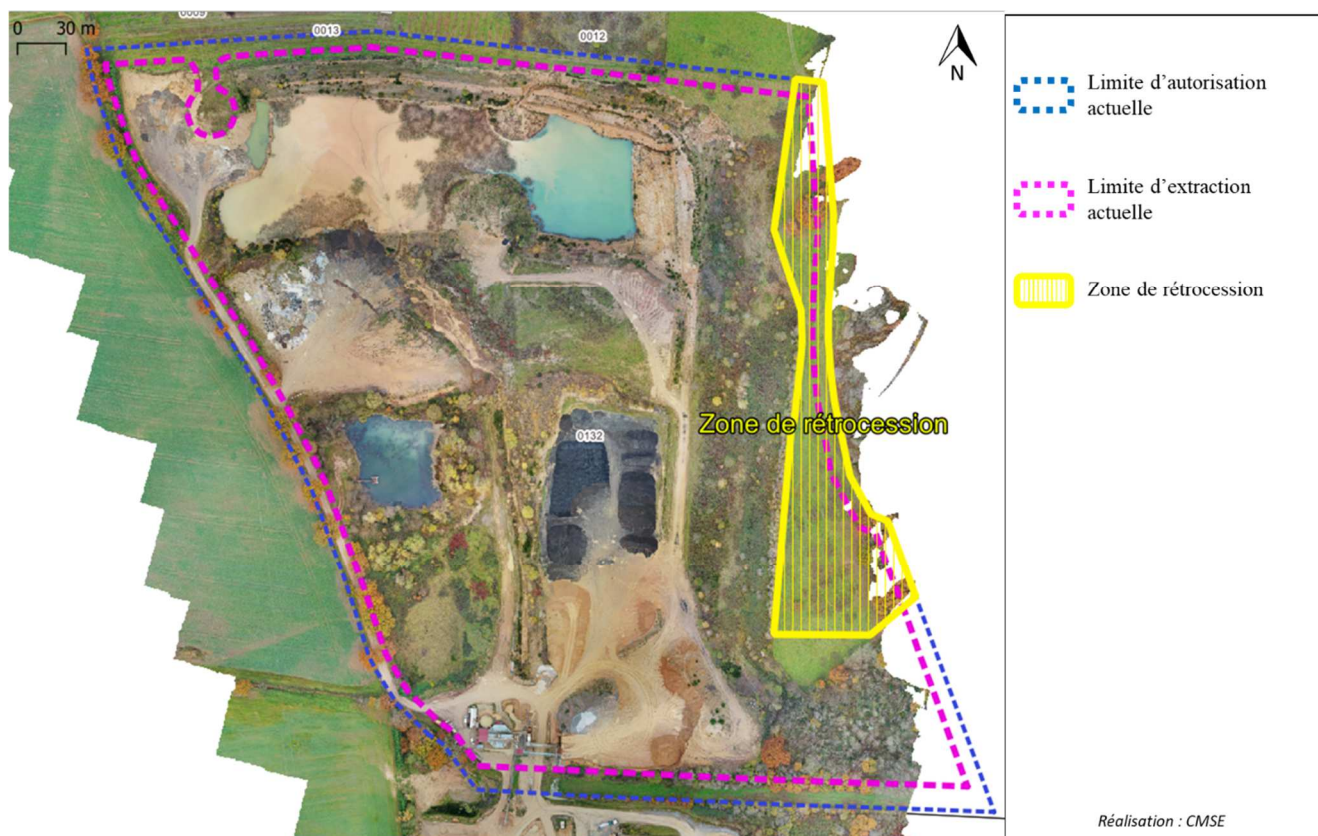 0009
0 30 m
0013
0012
N
Limite d’autorisation
actuelle
Limite d’extraction
actuelle
Zone de rétrocession
Zone de rétrocession
0132
Réalisation : CMSE